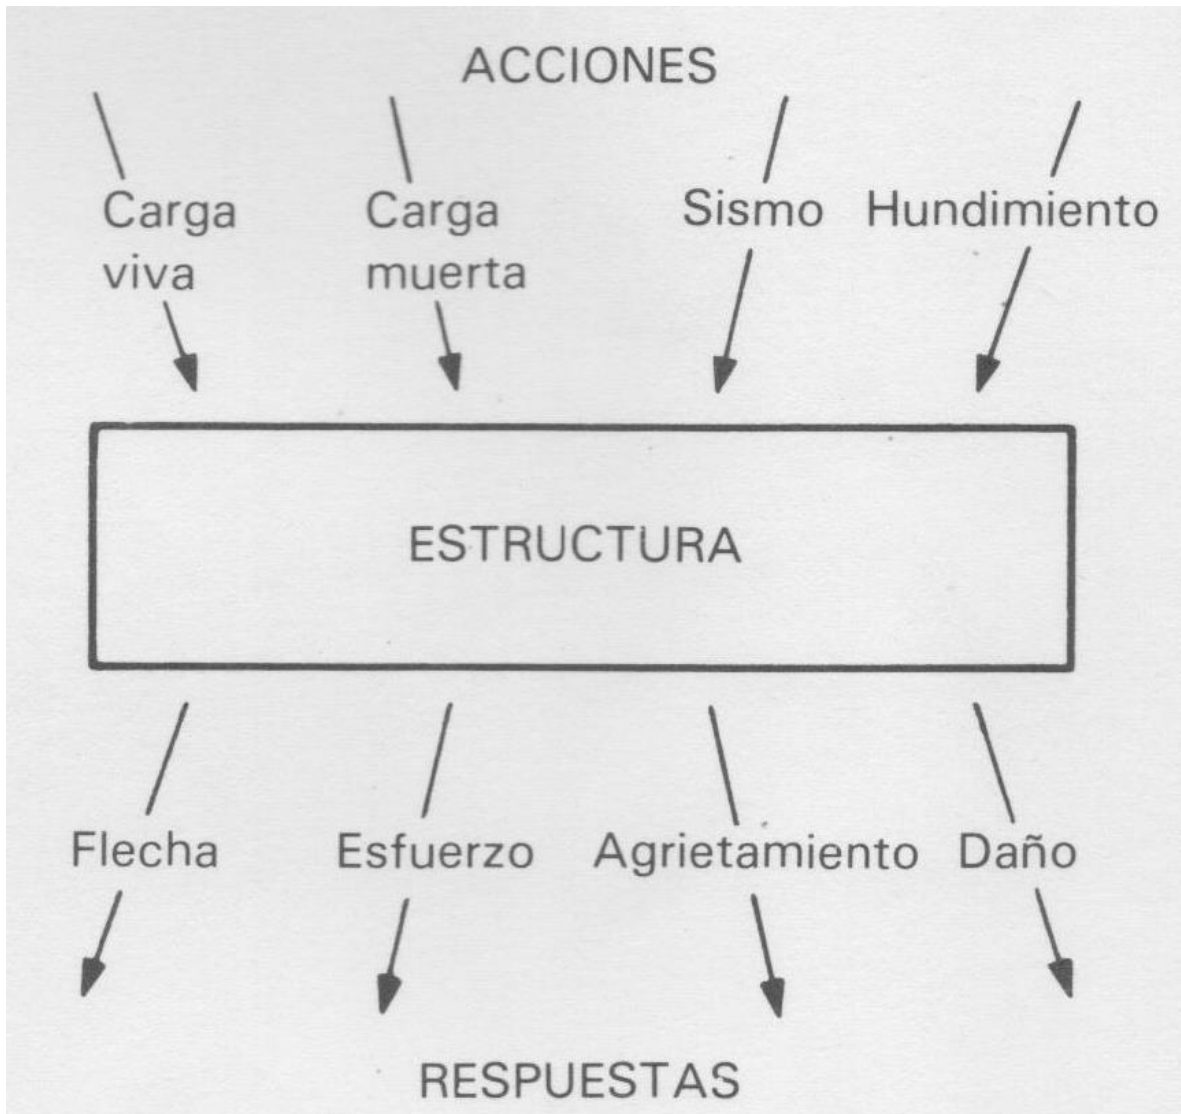 ACCIONES
Carga viva
Carga muerta
Sismo
Hundimiento
ESTRUCTURA
Flecha
Esfuerzo
Agrietamiento
Daño
RESPUESTAS